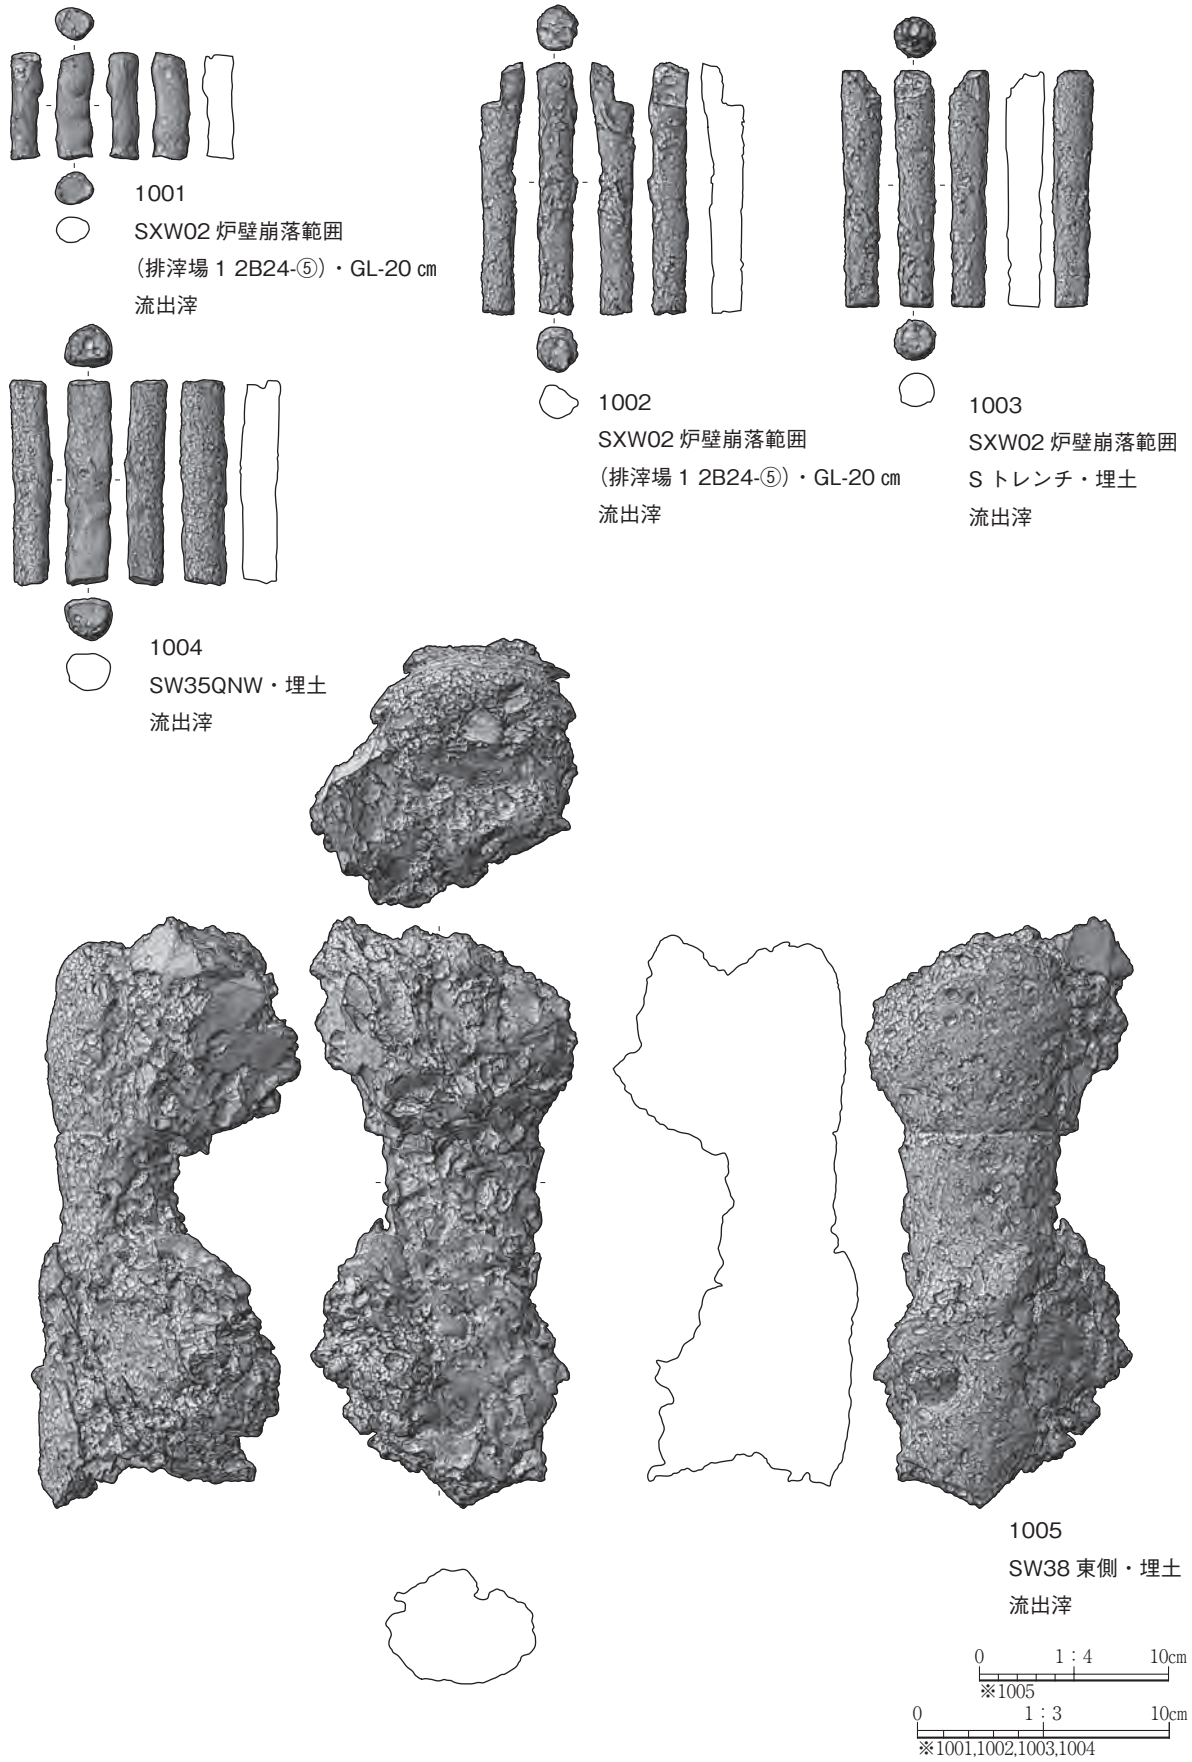 1001
SXW02 炉壁崩落範囲
(排滓場 1 2B24-⑤)・GL-20 ㎝
流出滓
1002
SXW02 炉壁崩落範囲
(排滓場 1 2B24-⑤)・GL-20 ㎝
流出滓
1003
SXW02 炉壁崩落範囲
S トレンチ・埋土
流出滓
1004
SW35QNW・埋土
流出滓
1005
SW38 東側・埋土
流出滓
0 1:4 10cm
※1005
0 1:3 10cm
※1001,1002,1003,1004